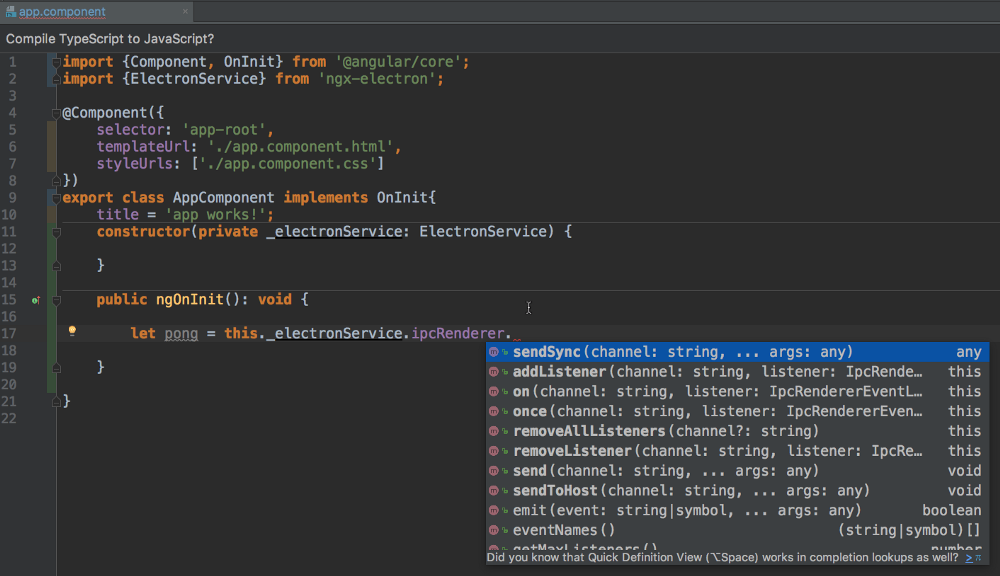 app.component
Compile TypeScript to JavaScript?
1 import {Component, OnInit} from '@angular/core';
2 import {ElectronService} from 'ngx-electron';
3
4 @Component({
5 selector: 'app-root',
6 templateUrl: './app.component.html',
7 styleUrls: ['./app.component.css']
8 })
9 export class AppComponent implements OnInit{
10 title = 'app works!';
11 constructor(private _electronService: ElectronService) {
12
13 }
14
15 public ngOnInit(): void {
16
17 let pong = this._electronService.ipcRenderer.
18
19 }
20
21 }
22
sendSync(channel: string, ... args: any) any
addListener(channel: string, listener: IpcRende… this
on(channel: string, listener: IpcRendererEventL… this
once(channel: string, listener: IpcRendererEven… this
removeAllListeners(channel?: string) this
removeListener(channel: string, listener: IpcRe… this
send(channel: string, ... args: any) void
sendToHost(channel: string, ... args: any) void
emit(event: string|symbol, ... args: any) boolean
eventNames() (string|symbol)[]
getMaxListeners() number
Did you know that Quick Definition View (⌥Space) works in completion lookups as well? >> π